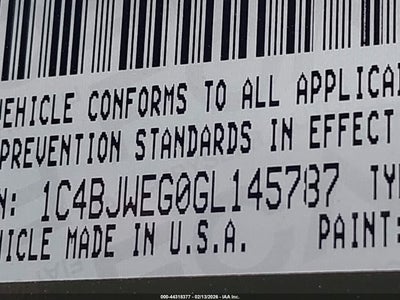 VEHICLE CONFORMS TO ALL APPLICA
PREVENTION STANDARDS IN EFFECT
N: 1C4BJWEG0GL145787 TY
ICLE MADE IN U.S.A. PAINT:
000-44318377 - 02/13/2026 - IAA Inc.